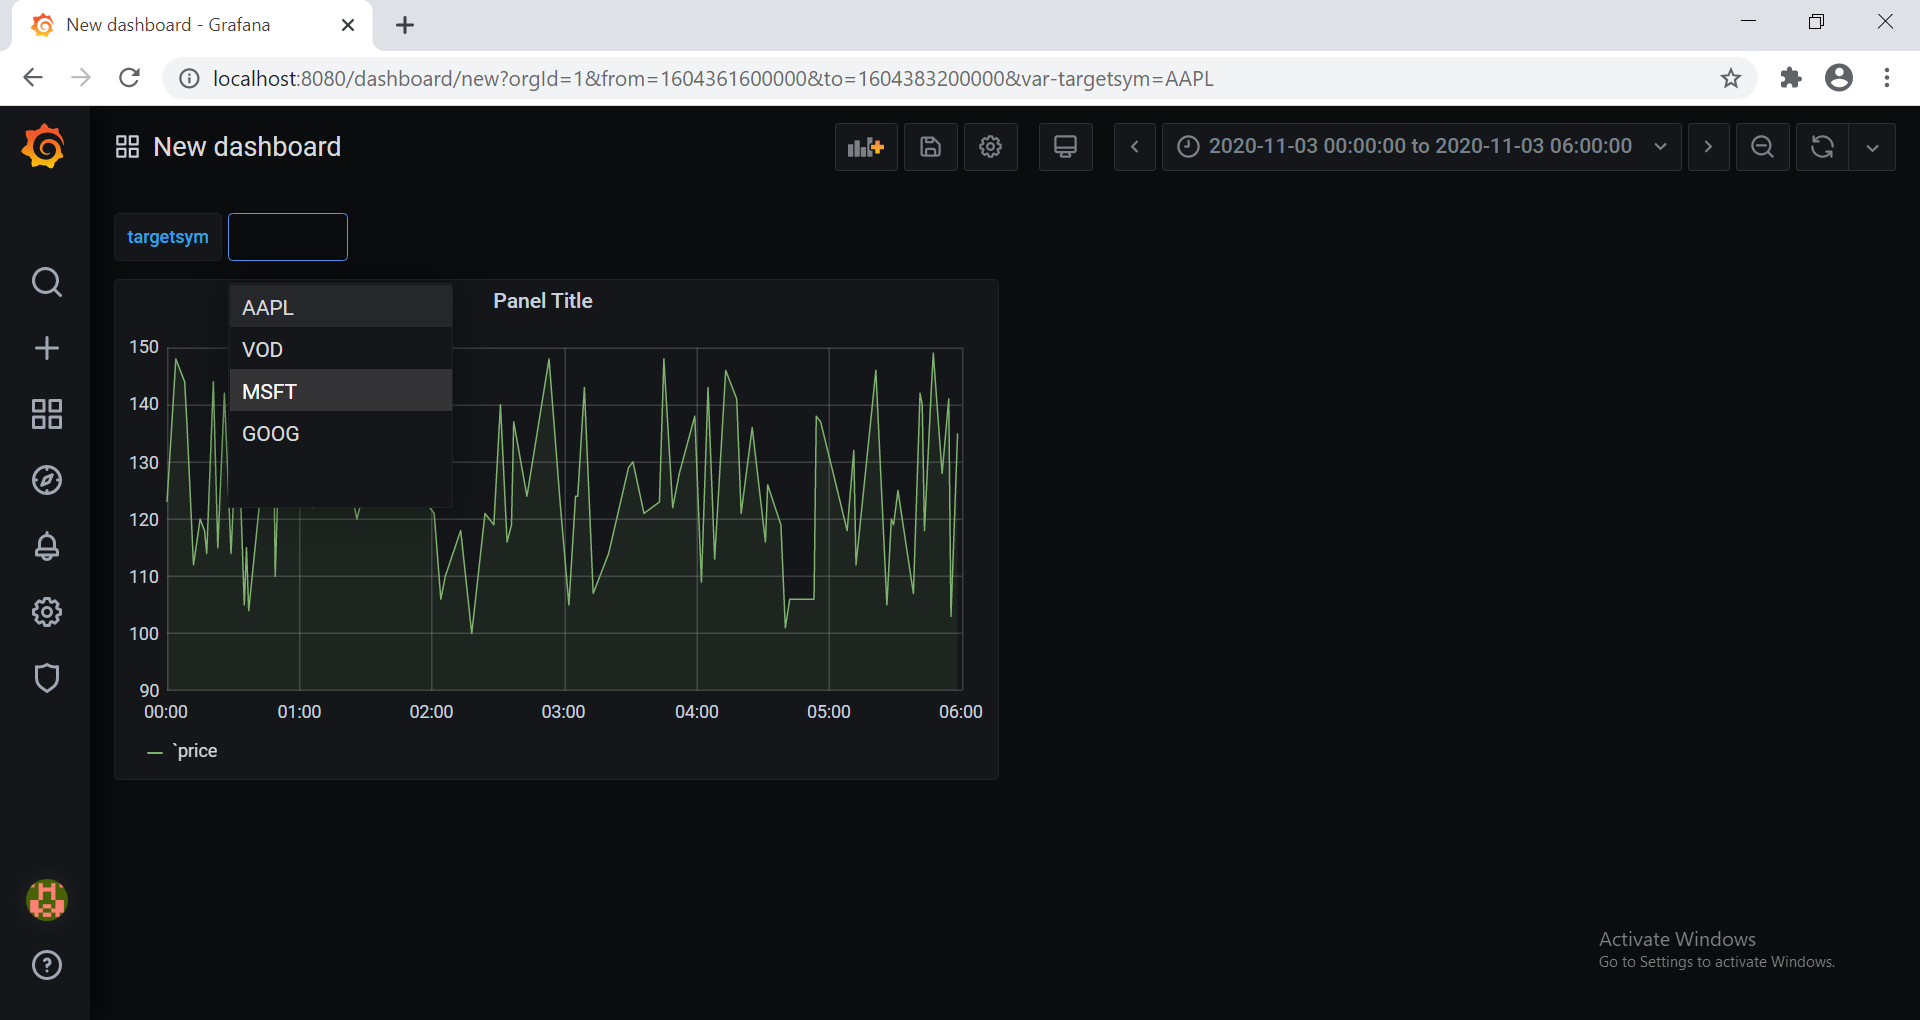 New dashboard - Grafana
localhost:8080/dashboard/new?orgId=1&from=1604361600000&to=1604383200000&var-targetsym=AAPL
New dashboard
2020-11-03 00:00:00 to 2020-11-03 06:00:00
targetsym
Panel Title
AAPL
VOD
MSFT
GOOG
150
140
130
120
110
100
90
00:00 01:00 02:00 03:00 04:00 05:00 06:00
`price
Activate Windows
Go to Settings to activate Windows.